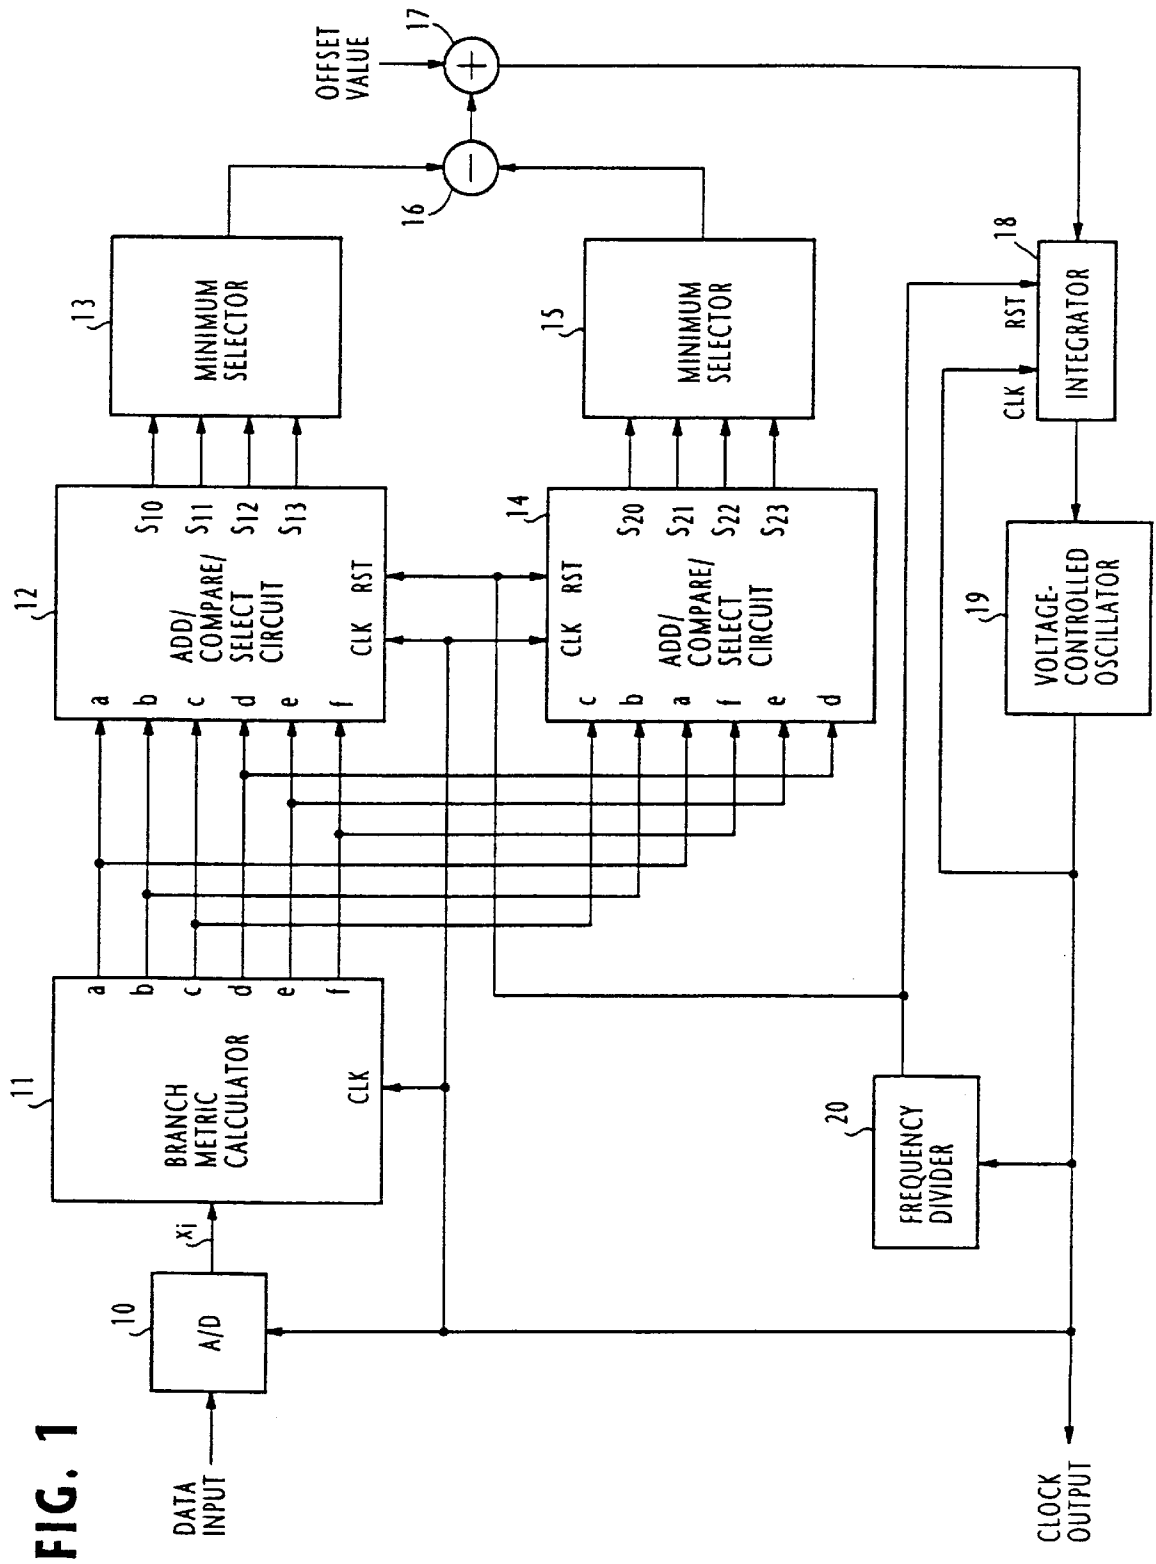 FIG. 1
DATA
INPUT
10
A/D
xi
11
BRANCH
METRIC
CALCULATOR
CLK
a
b
c
d
e
f
12
a
b
c
d
e
f
ADD/
COMPARE/
SELECT
CIRCUIT
CLK
RST
S10
S11
S12
S13
13
MINIMUM
SELECTOR
14
c
b
a
f
e
d
CLK
RST
ADD/
COMPARE/
SELECT
CIRCUIT
S20
S21
S22
S23
15
MINIMUM
SELECTOR
16
−
17
+
OFFSET
VALUE
18
CLK
RST
INTEGRATOR
19
VOLTAGE-
CONTROLLED
OSCILLATOR
20
FREQUENCY
DIVIDER
CLOCK
OUTPUT